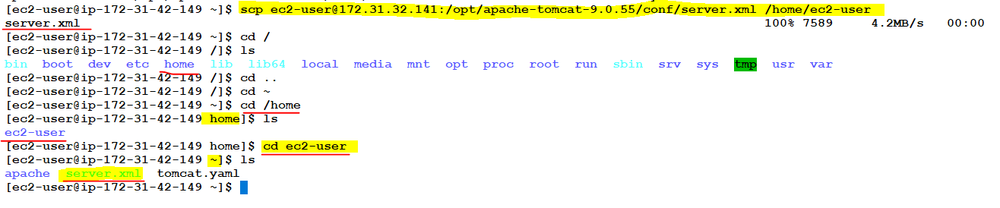 [ec2-user@ip-172-31-42-149 ~]$ scp ec2-user@172.31.32.141:/opt/apache-tomcat-9.0.55/conf/server.xml /home/ec2-user
server.xml 100% 7589 4.2MB/s 00:00
[ec2-user@ip-172-31-42-149 ~]$ cd /
[ec2-user@ip-172-31-42-149 /]$ ls
bin boot dev etc home lib lib64 local media mnt opt proc root run sbin srv sys tmp usr var
[ec2-user@ip-172-31-42-149 /]$ cd ..
[ec2-user@ip-172-31-42-149 /]$ cd ~
[ec2-user@ip-172-31-42-149 ~]$ cd /home
[ec2-user@ip-172-31-42-149 home]$ ls
ec2-user
[ec2-user@ip-172-31-42-149 home]$ cd ec2-user
[ec2-user@ip-172-31-42-149 ~]$ ls
apache server.xml tomcat.yaml
[ec2-user@ip-172-31-42-149 ~]$